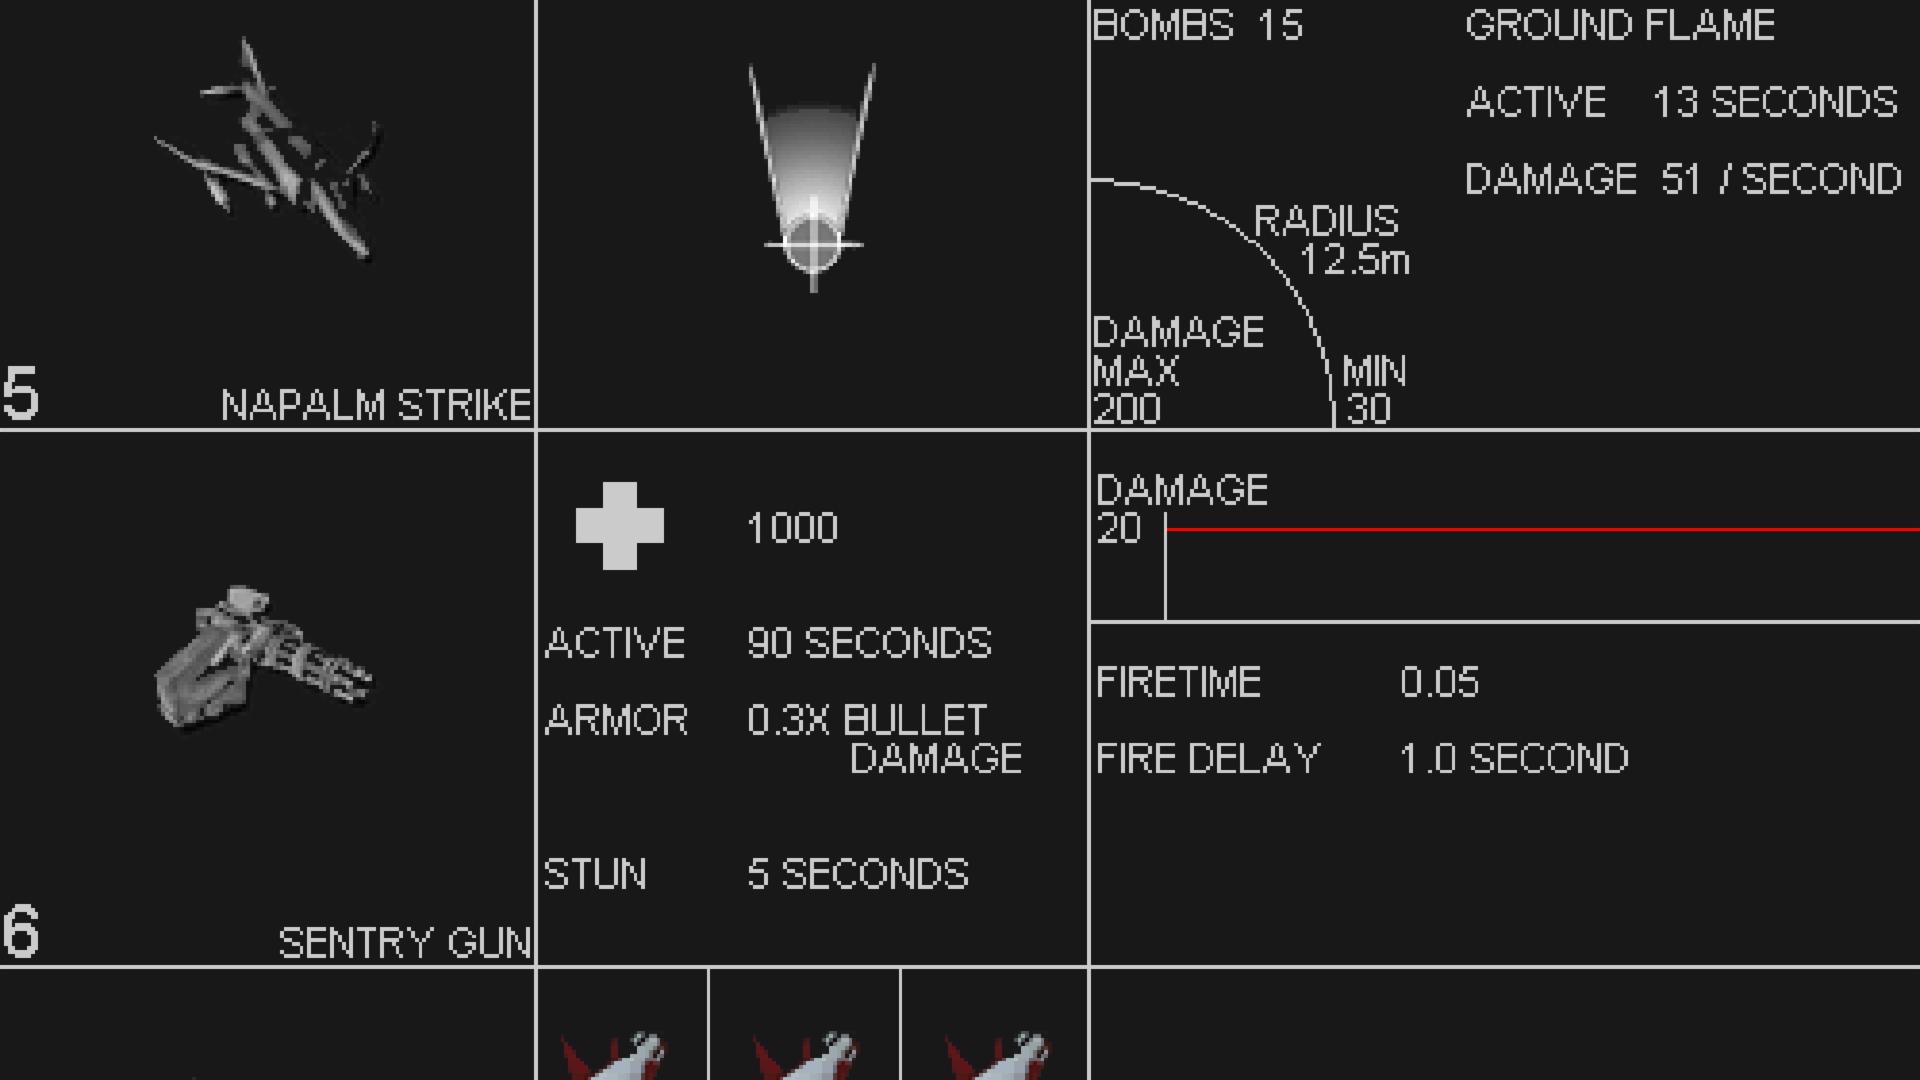 BOMBS 15
GROUND FLAME
ACTIVE 13 SECONDS
DAMAGE 51 / SECOND
RADIUS
12.5m
DAMAGE
MAX
200
MIN
30
5
NAPALM STRIKE
1000
ACTIVE 90 SECONDS
ARMOR 0.3X BULLET
DAMAGE
STUN 5 SECONDS
DAMAGE
20
FIRETIME 0.05
FIRE DELAY 1.0 SECOND
6
SENTRY GUN